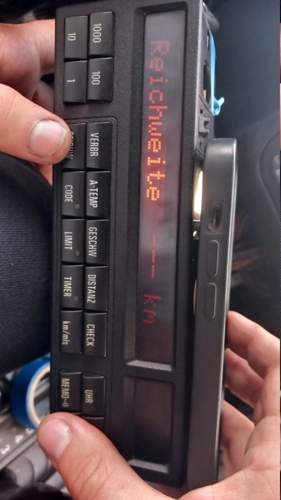 Reichweite --- km
1000 100 VERBR A-TEMP GESCHW DISTANZ CHECK UHR
10 1 CODE LIMIT TIMER km/mls MEMO